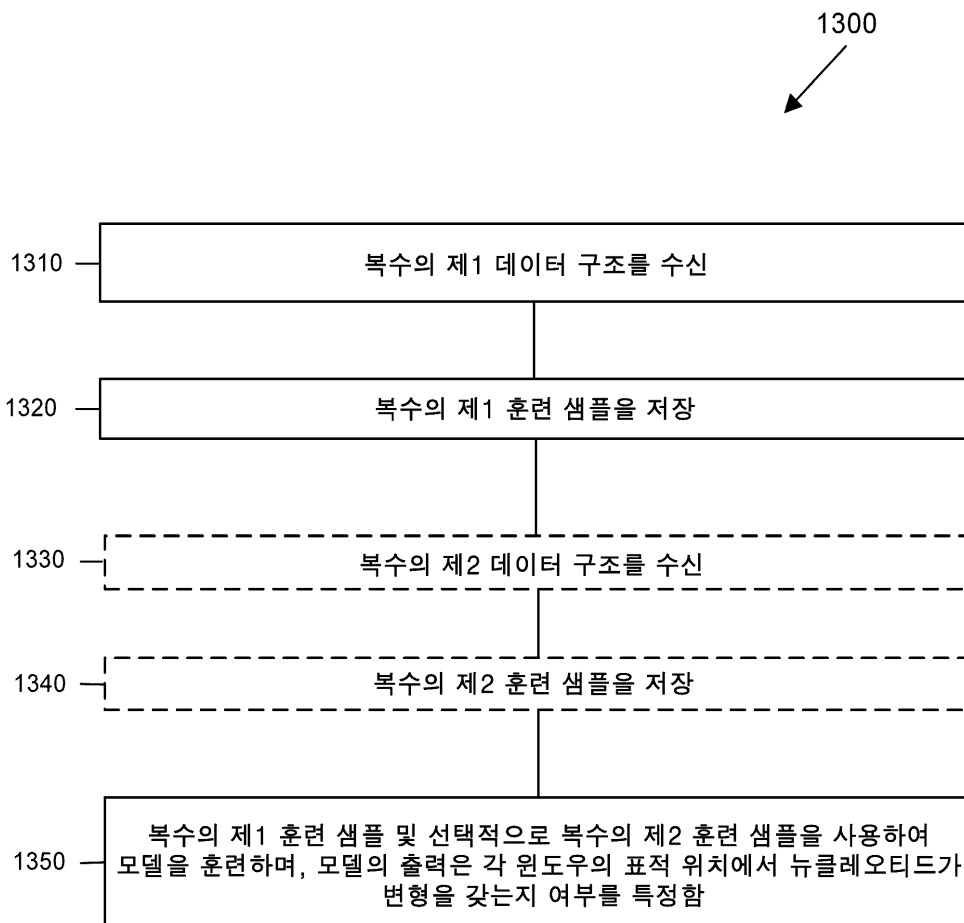 1300
1310
복수의 제1 데이터 구조를 수신
1320
복수의 제1 훈련 샘플을 저장
1330
복수의 제2 데이터 구조를 수신
1340
복수의 제2 훈련 샘플을 저장
1350
복수의 제1 훈련 샘플 및 선택적으로 복수의 제2 훈련 샘플을 사용하여
모델을 훈련하며, 모델의 출력은 각 윈도우의 표적 위치에서 뉴클레오티드가
변형을 갖는지 여부를 특정함